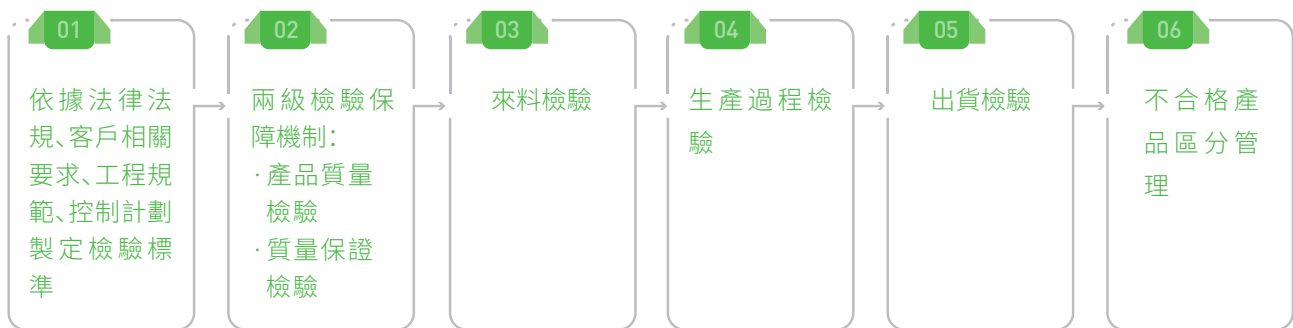 01
依據法律法
規、客戶相關
要求、工程規
範、控制計劃
製定檢驗標
準
02
兩級檢驗保
障機制：
·產品質量
檢驗
·質量保證
檢驗
03
來料檢驗
04
生產過程檢
驗
05
出貨檢驗
06
不合格產
品區分管
理